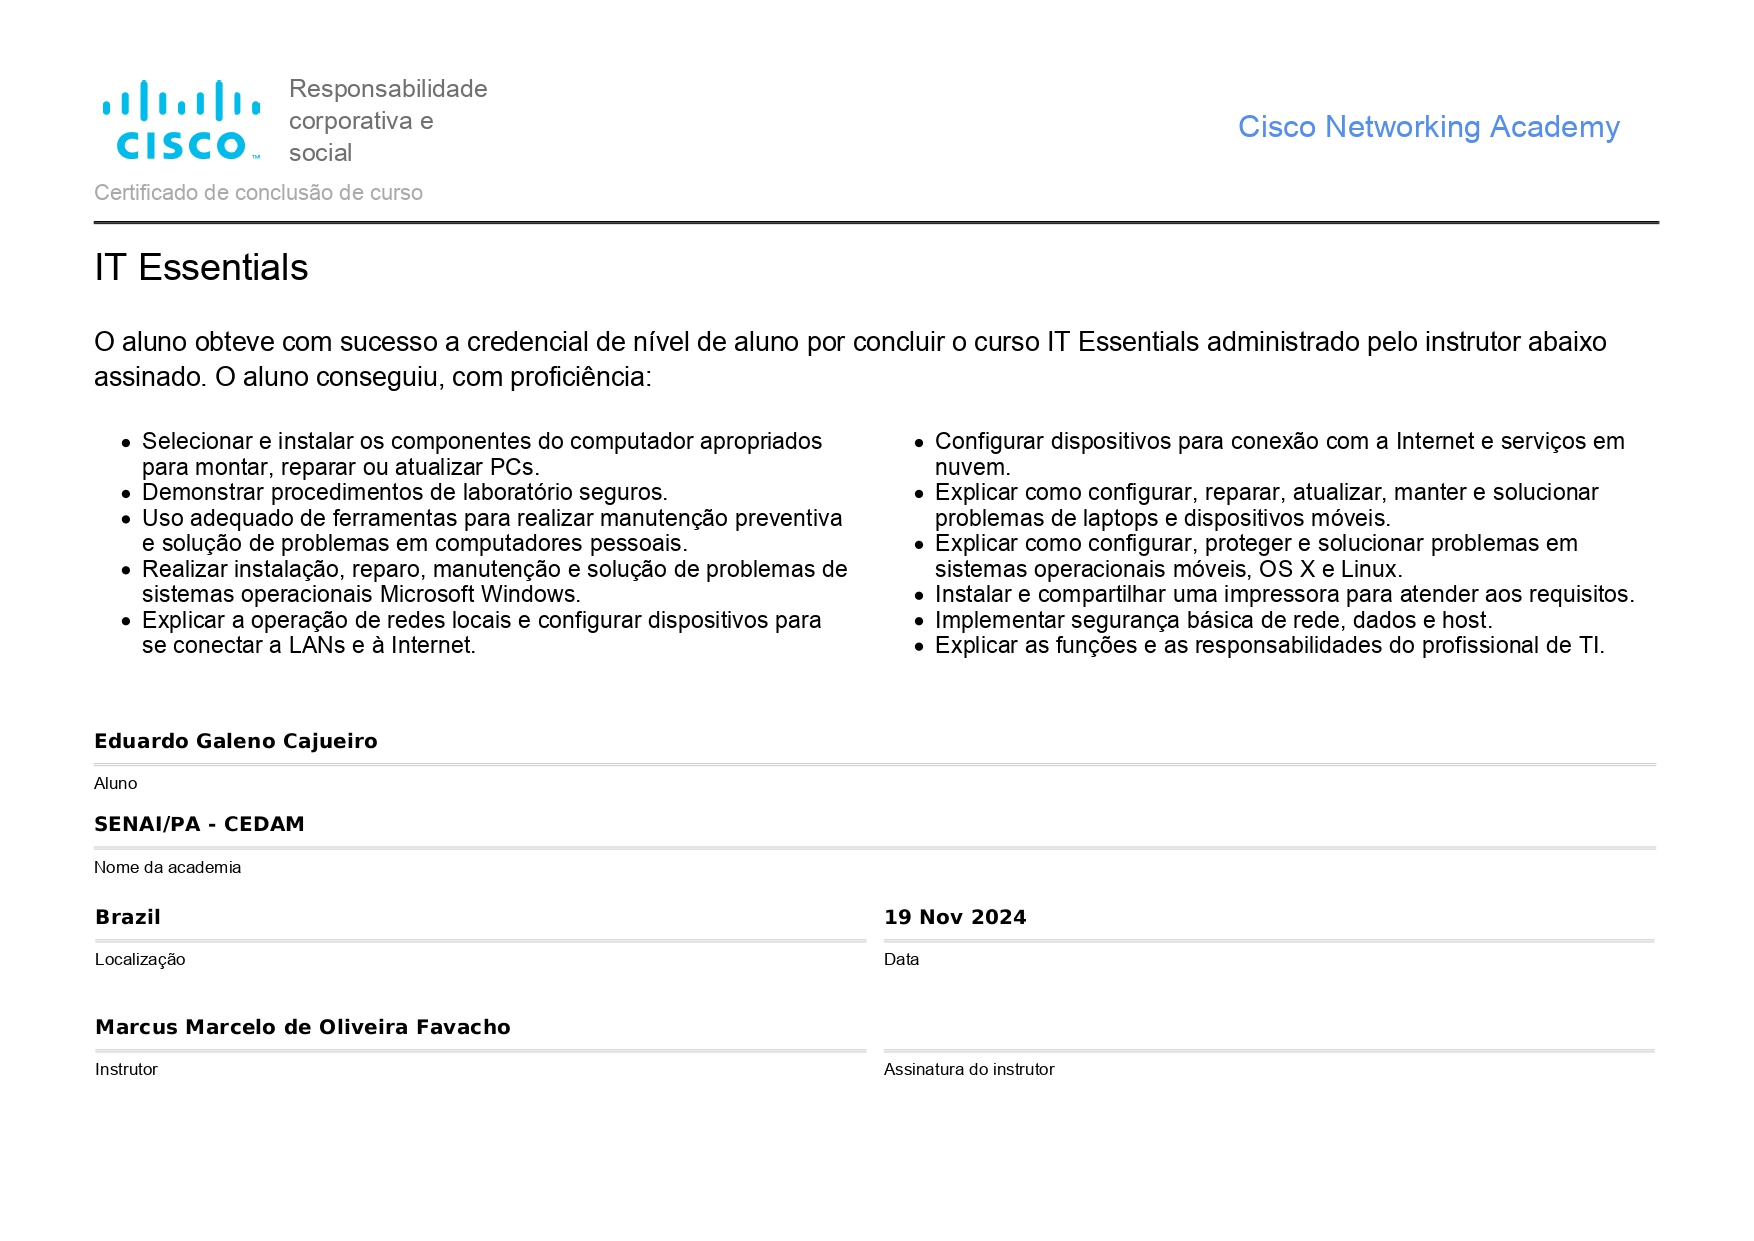 CISCO™
Responsabilidade
corporativa e
social
Cisco Networking Academy
Certificado de conclusão de curso
IT Essentials
O aluno obteve com sucesso a credencial de nível de aluno por concluir o curso IT Essentials administrado pelo instrutor abaixo
assinado. O aluno conseguiu, com proficiência:
• Selecionar e instalar os componentes do computador apropriados
para montar, reparar ou atualizar PCs.
• Demonstrar procedimentos de laboratório seguros.
• Uso adequado de ferramentas para realizar manutenção preventiva
e solução de problemas em computadores pessoais.
• Realizar instalação, reparo, manutenção e solução de problemas de
sistemas operacionais Microsoft Windows.
• Explicar a operação de redes locais e configurar dispositivos para
se conectar a LANs e à Internet.
• Configurar dispositivos para conexão com a Internet e serviços em
nuvem.
• Explicar como configurar, reparar, atualizar, manter e solucionar
problemas de laptops e dispositivos móveis.
• Explicar como configurar, proteger e solucionar problemas em
sistemas operacionais móveis, OS X e Linux.
• Instalar e compartilhar uma impressora para atender aos requisitos.
• Implementar segurança básica de rede, dados e host.
• Explicar as funções e as responsabilidades do profissional de TI.
Eduardo Galeno Cajueiro
Aluno
SENAI/PA - CEDAM
Nome da academia
Brazil
Localização
19 Nov 2024
Data
Marcus Marcelo de Oliveira Favacho
Instrutor
Assinatura do instrutor